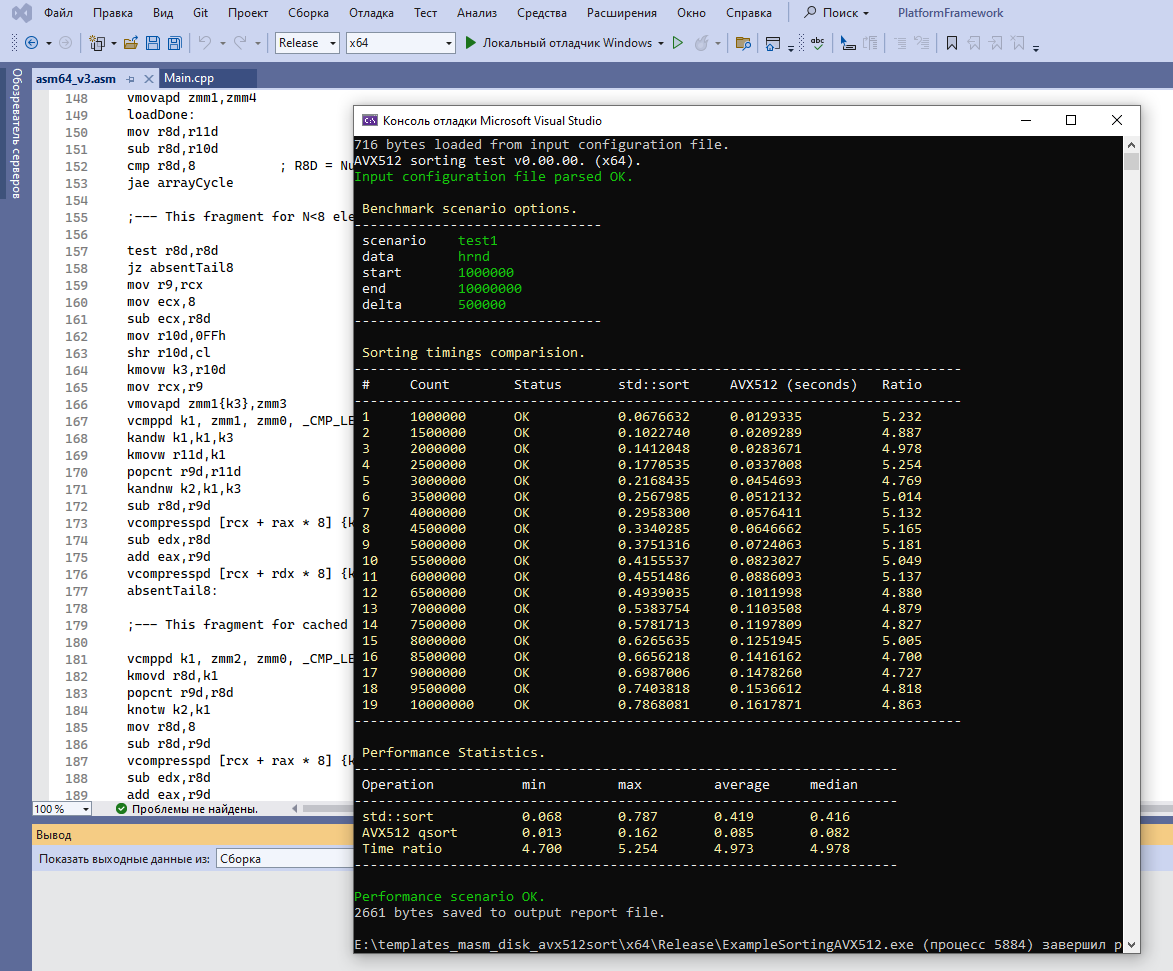 Файл Правка Вид Git Проект Сборка Отладка Тест Анализ Средства Расширения Окно Справка Поиск PlatformFramework
Release x64 Локальный отладчик Windows
Обозреватель серверов
asm64_v3.asm Main.cpp
148 vmovapd zmm1,zmm4
149 loadDone:
150 mov r8d,r11d
151 sub r8d,r10d
152 cmp r8d,8 ; R8D = Nu
153 jae arrayCycle
154
155 ;--- This fragment for N<8 ele
156
157 test r8d,r8d
158 jz absentTail8
159 mov r9,rcx
160 mov ecx,8
161 sub ecx,r8d
162 mov r10d,0FFh
163 shr r10d,cl
164 kmovw k3,r10d
165 mov rcx,r9
166 vmovapd zmm1{k3},zmm3
167 vcmppd k1, zmm1, zmm0, _CMP_LE
168 kandw k1,k1,k3
169 kmovw r11d,k1
170 popcnt r9d,r11d
171 kandnw k2,k1,k3
172 sub r8d,r9d
173 vcompresspd [rcx + rax * 8] {k
174 sub edx,r8d
175 add eax,r9d
176 vcompresspd [rcx + rdx * 8] {k
177 absentTail8:
178
179 ;--- This fragment for cached
180
181 vcmppd k1, zmm2, zmm0, _CMP_LE
182 kmovd r8d,k1
183 popcnt r9d,r8d
184 knotw k2,k1
185 mov r8d,8
186 sub r8d,r9d
187 vcompresspd [rcx + rax * 8] {k
188 sub edx,r8d
189 add eax,r9d
100 % Проблемы не найдены.
Вывод
Показать выходные данные из: Сборка
Консоль отладки Microsoft Visual Studio
716 bytes loaded from input configuration file.
AVX512 sorting test v0.00.00. (x64).
Input configuration file parsed OK.
Benchmark scenario options.
------------------------------
scenario test1
data hrnd
start 1000000
end 10000000
delta 500000
------------------------------
Sorting timings comparision.
----------------------------------------------------------------------------
# Count Status std::sort AVX512 (seconds) Ratio
----------------------------------------------------------------------------
1 1000000 OK 0.0676632 0.0129335 5.232
2 1500000 OK 0.1022740 0.0209289 4.887
3 2000000 OK 0.1412048 0.0283671 4.978
4 2500000 OK 0.1770535 0.0337008 5.254
5 3000000 OK 0.2168435 0.0454693 4.769
6 3500000 OK 0.2567985 0.0512132 5.014
7 4000000 OK 0.2958300 0.0576411 5.132
8 4500000 OK 0.3340285 0.0646662 5.165
9 5000000 OK 0.3751316 0.0724063 5.181
10 5500000 OK 0.4155537 0.0823027 5.049
11 6000000 OK 0.4551486 0.0886093 5.137
12 6500000 OK 0.4939035 0.1011998 4.880
13 7000000 OK 0.5383754 0.1103508 4.879
14 7500000 OK 0.5781713 0.1197809 4.827
15 8000000 OK 0.6265635 0.1251945 5.005
16 8500000 OK 0.6656218 0.1416162 4.700
17 9000000 OK 0.6987006 0.1478260 4.727
18 9500000 OK 0.7403818 0.1536612 4.818
19 10000000 OK 0.7868081 0.1617871 4.863
----------------------------------------------------------------------------
Performance Statistics.
--------------------------------------------------------------------
Operation min max average median
--------------------------------------------------------------------
std::sort 0.068 0.787 0.419 0.416
AVX512 qsort 0.013 0.162 0.085 0.082
Time ratio 4.700 5.254 4.973 4.978
--------------------------------------------------------------------
Performance scenario OK.
2661 bytes saved to output report file.
E:\templates_masm_disk_avx512sort\x64\Release\ExampleSortingAVX512.exe (процесс 5884) завершил р